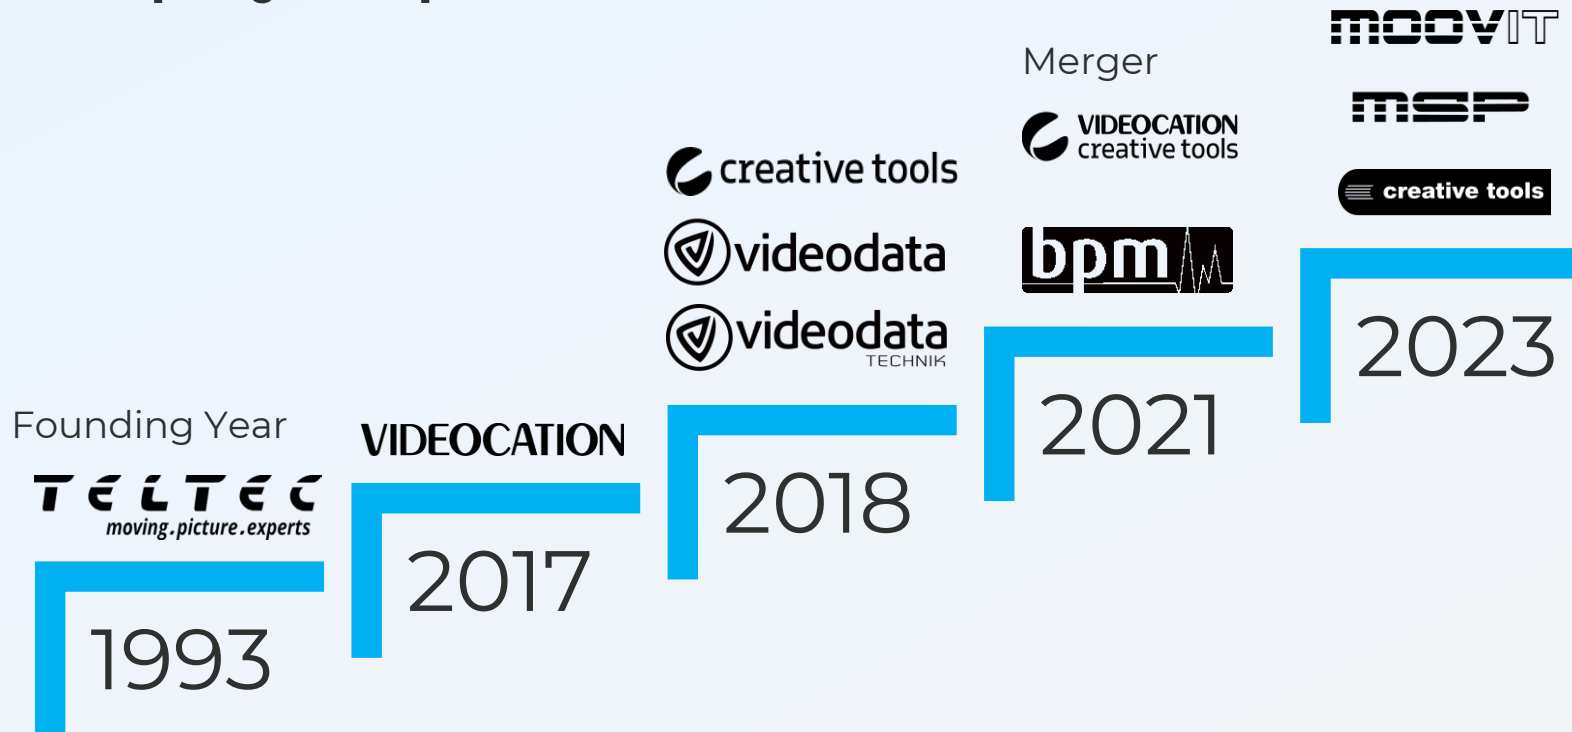 Founding Year
TELTEC
moving.picture.experts
1993
VIDEOCATION
2017
creative tools
videodata
videodata
TECHNIK
2018
Merger
VIDEOCATION
creative tools
bpm
2021
MOOVIT
msp
creative tools
2023